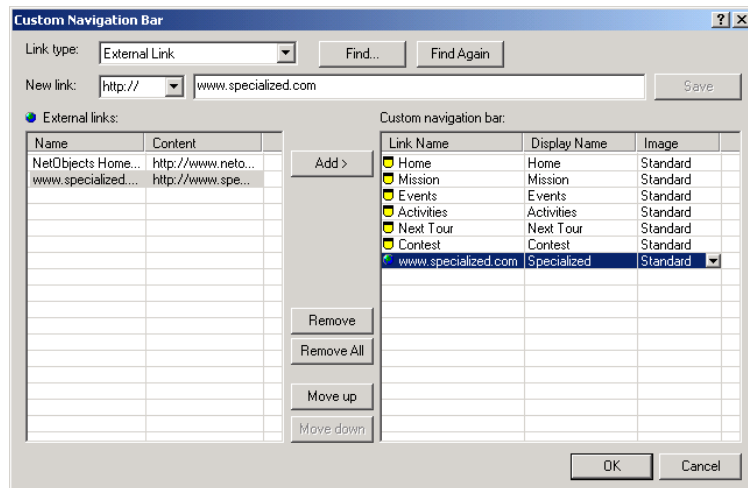 Custom Navigation Bar
Link type: External Link Find... Find Again
New link: http:// www.specialized.com Save
External links: Custom navigation bar:
Name Content Link Name Display Name Image
NetObjects Home... http://www.neto... Add > Home Home Standard
www.specialized.... http://www.spe... Mission Mission Standard
Events Events Standard
Activities Activities Standard
Next Tour Next Tour Standard
Contest Contest Standard
www.specialized.com Specialized Standard
Remove
Remove All
Move up
Move down
OK Cancel